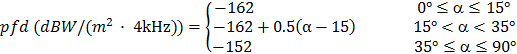 −162 0° ≤ α ≤ 15°
pfd (dBW/(m² · 4kHz)) = { −162 + 0.5(α − 15) 15° < α < 35°
−152 35° ≤ α ≤ 90°